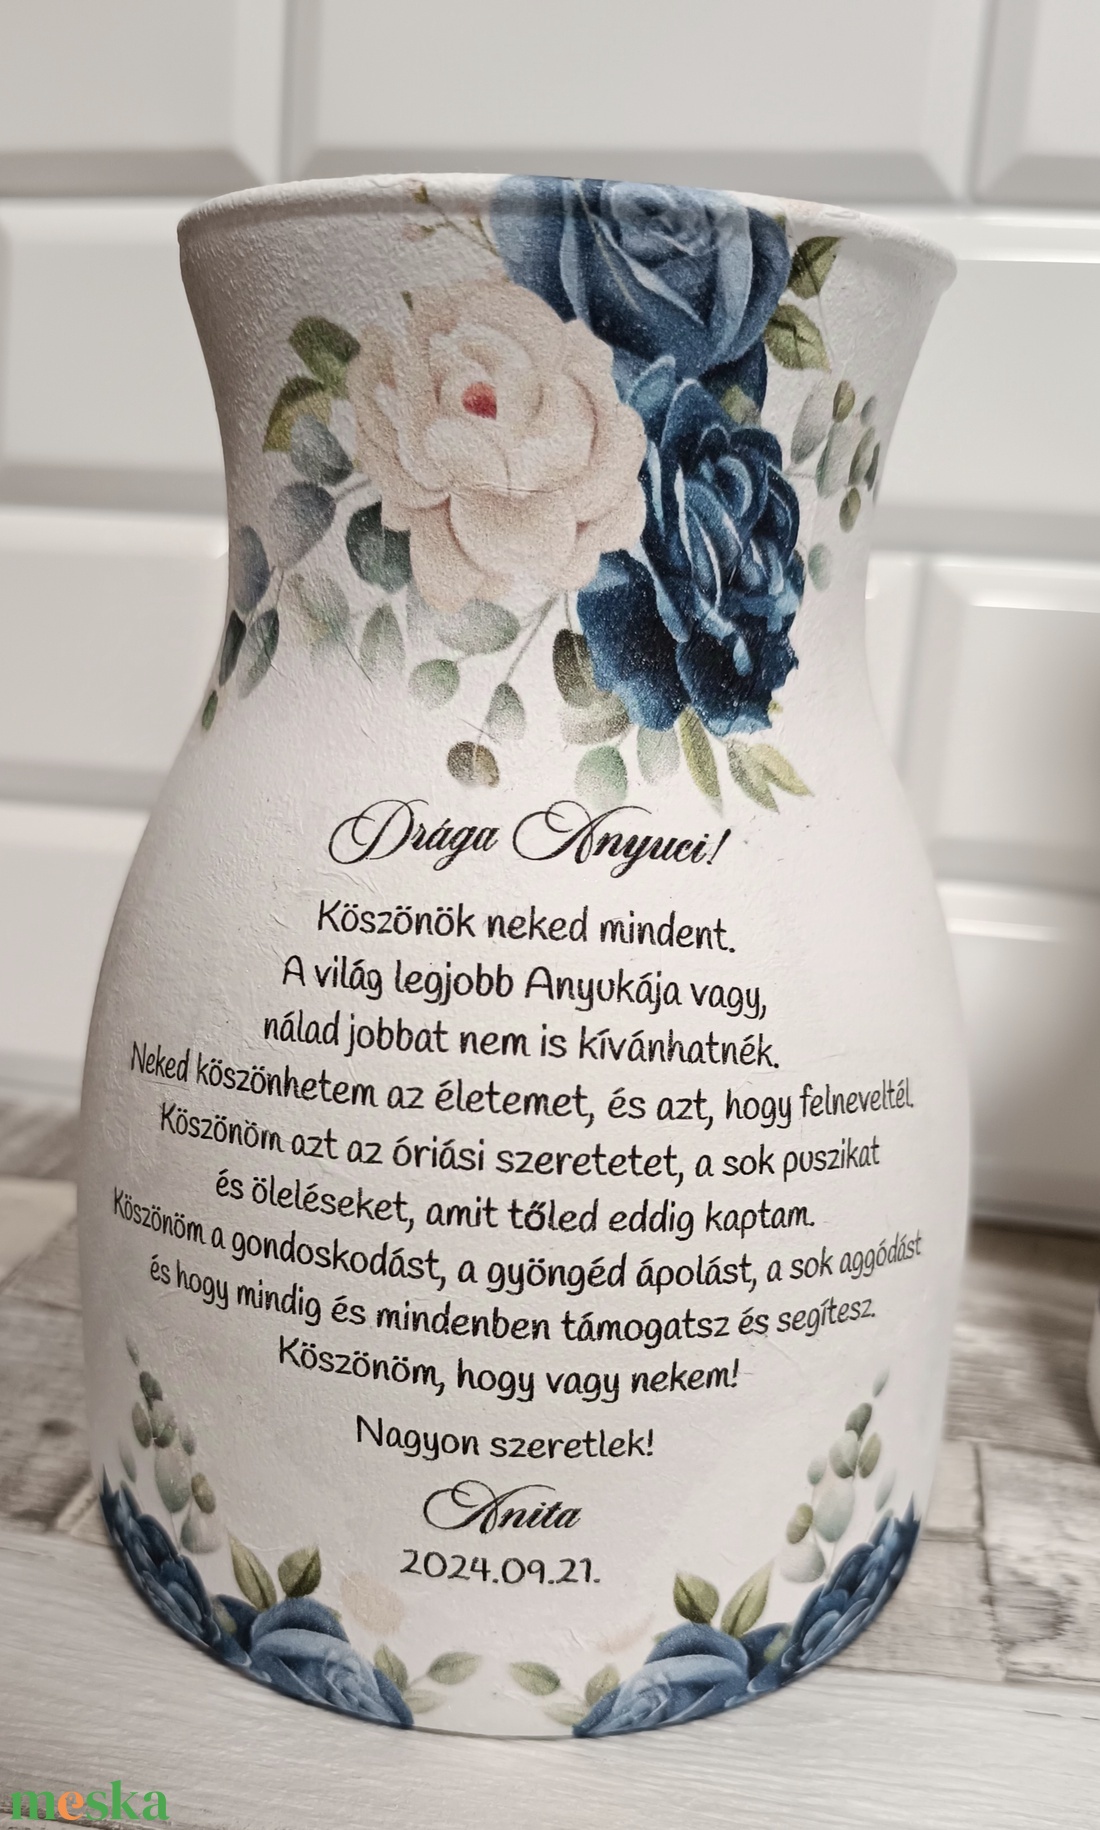 Drága Anyuci!
Köszönök neked mindent.
A világ legjobb Anyukája vagy,
nálad jobbat nem is kívánhatnék.
Neked köszönhetem az életemet, és azt, hogy felneveltél.
Köszönöm azt az óriási szeretetet, a sok puszikat
és öleléseket, amit tőled eddig kaptam.
Köszönöm a gondoskodást, a gyöngéd ápolást, a sok aggódást
és hogy mindig és mindenben támogatsz és segítesz.
Köszönöm, hogy vagy nekem!
Nagyon szeretlek!
Anita
2024.09.21.
meska